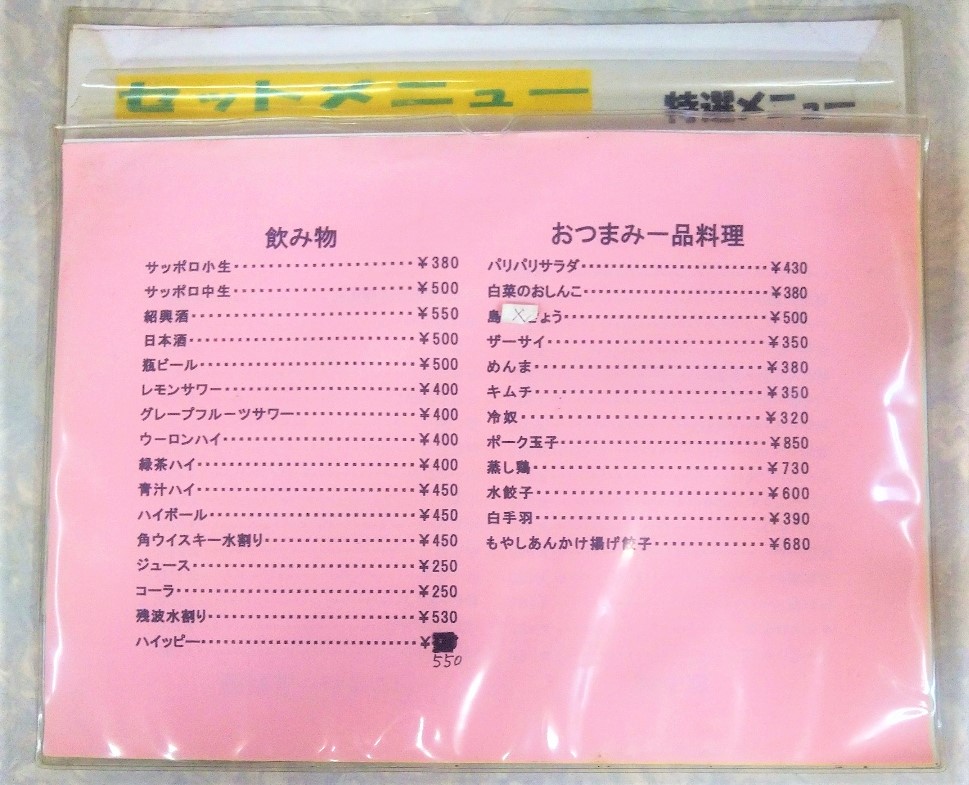 セットメニュー
特選メニュー
飲み物
サッポロ小生‥‥‥‥‥‥‥‥‥‥¥380
サッポロ中生‥‥‥‥‥‥‥‥‥‥¥500
紹興酒‥‥‥‥‥‥‥‥‥‥¥550
日本酒‥‥‥‥‥‥‥‥‥‥¥500
瓶ビール‥‥‥‥‥‥‥‥‥‥¥500
レモンサワー‥‥‥‥‥‥‥‥‥‥¥400
グレープフルーツサワー‥‥‥‥‥‥‥¥400
ウーロンハイ‥‥‥‥‥‥‥‥‥‥¥400
緑茶ハイ‥‥‥‥‥‥‥‥‥‥¥400
青汁ハイ‥‥‥‥‥‥‥‥‥‥¥450
ハイボール‥‥‥‥‥‥‥‥‥‥¥450
角ウイスキー水割り‥‥‥‥‥‥‥‥¥450
ジュース‥‥‥‥‥‥‥‥‥‥¥250
コーラ‥‥‥‥‥‥‥‥‥‥¥250
残波水割り‥‥‥‥‥‥‥‥‥‥¥530
ハイッピー‥‥‥‥‥‥‥‥‥‥¥
550
おつまみ一品料理
パリパリサラダ‥‥‥‥‥‥‥‥‥‥¥430
白菜のおしんこ‥‥‥‥‥‥‥‥‥‥¥380
鳥 × ょう‥‥‥‥‥‥‥‥‥‥¥500
ザーサイ‥‥‥‥‥‥‥‥‥‥¥350
めんま‥‥‥‥‥‥‥‥‥‥¥380
キムチ‥‥‥‥‥‥‥‥‥‥¥350
冷奴‥‥‥‥‥‥‥‥‥‥¥320
ポーク玉子‥‥‥‥‥‥‥‥‥‥¥850
蒸し鶏‥‥‥‥‥‥‥‥‥‥¥730
水餃子‥‥‥‥‥‥‥‥‥‥¥600
白手羽‥‥‥‥‥‥‥‥‥‥¥390
もやしあんかけ揚げ餃子‥‥‥‥‥‥¥680